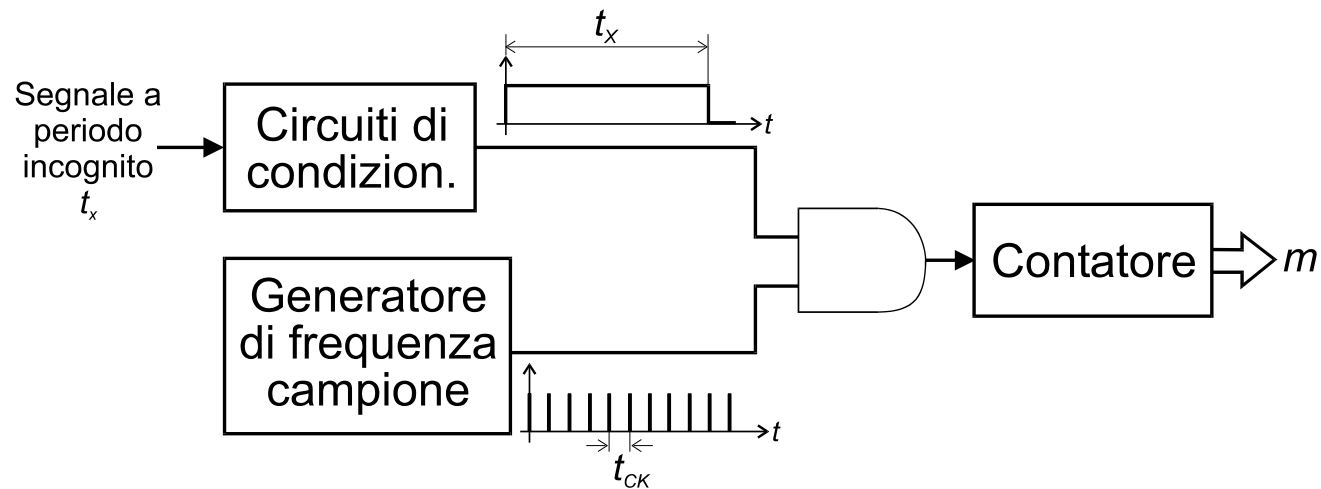 t_X
Segnale a
periodo
incognito
t_x
Circuiti di
condizion.
t
Generatore
di frequenza
campione
t
t_CK
Contatore
m